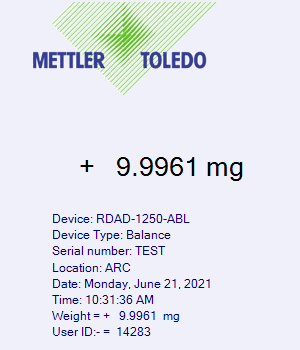 METTLER TOLEDO
+ 9.9961 mg
Device: RDAD-1250-ABL
Device Type: Balance
Serial number: TEST
Location: ARC
Date: Monday, June 21, 2021
Time: 10:31:36 AM
Weight = + 9.9961 mg
User ID:- = 14283